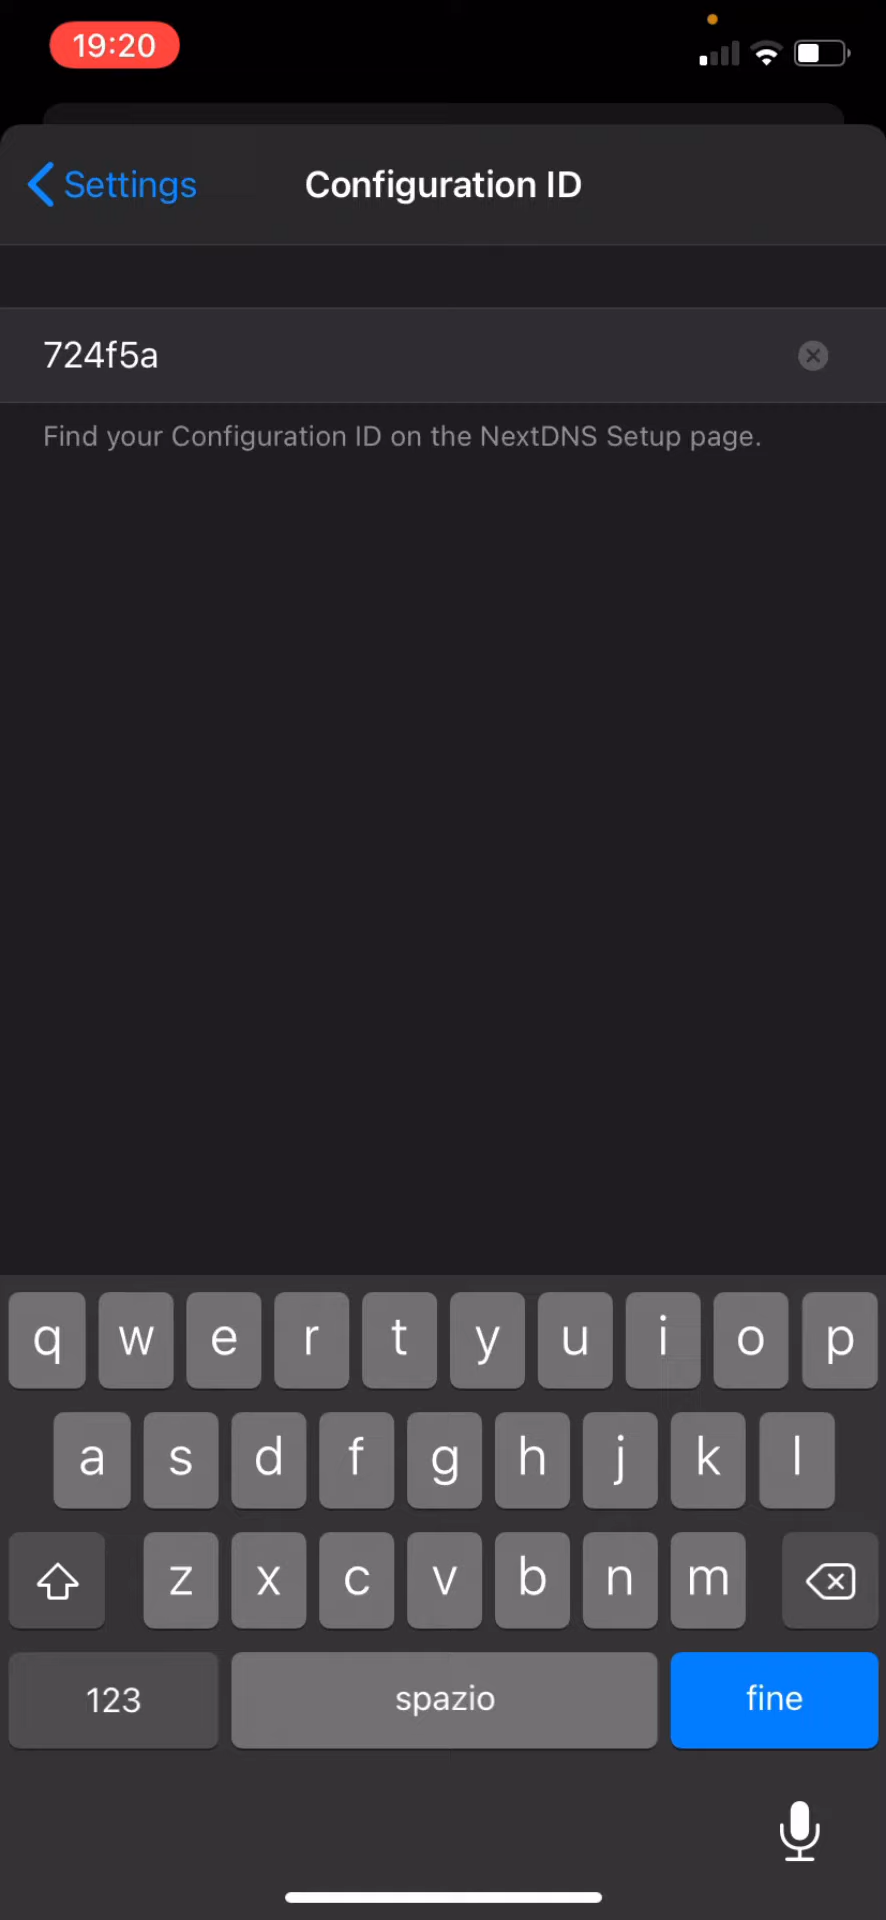 19:20
Settings
Configuration ID
724f5a
Find your Configuration ID on the NextDNS Setup page.
q w e r t y u i o p
a s d f g h j k l
z x c v b n m
123 spazio fine